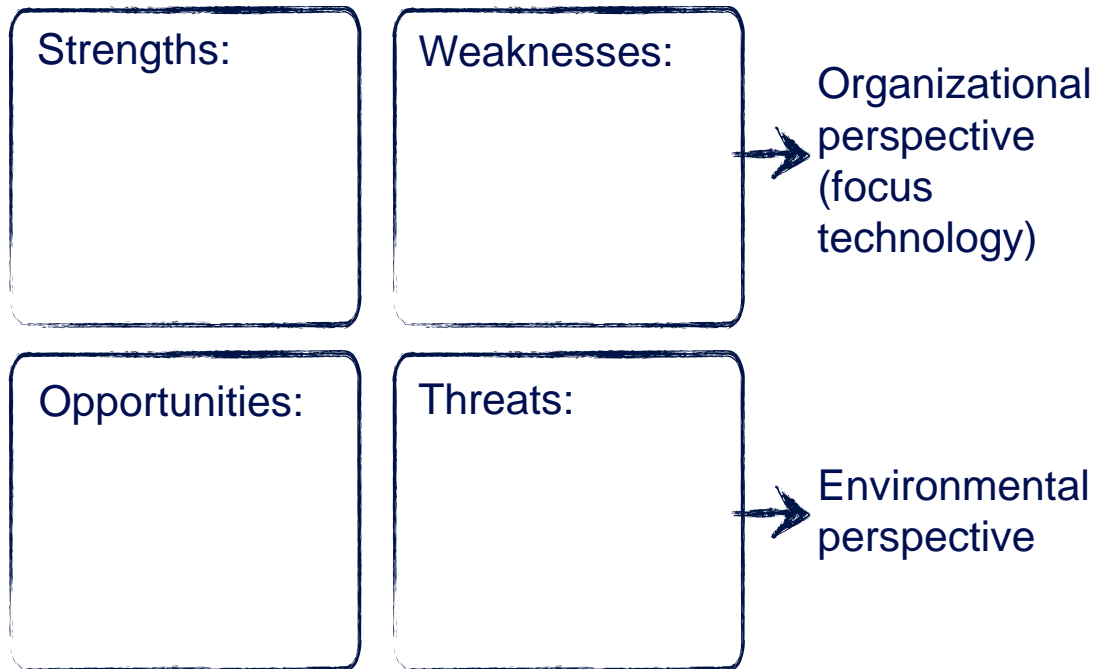 Strengths:
Weaknesses:
Organizational
perspective
(focus
technology)
Opportunities:
Threats:
Environmental
perspective